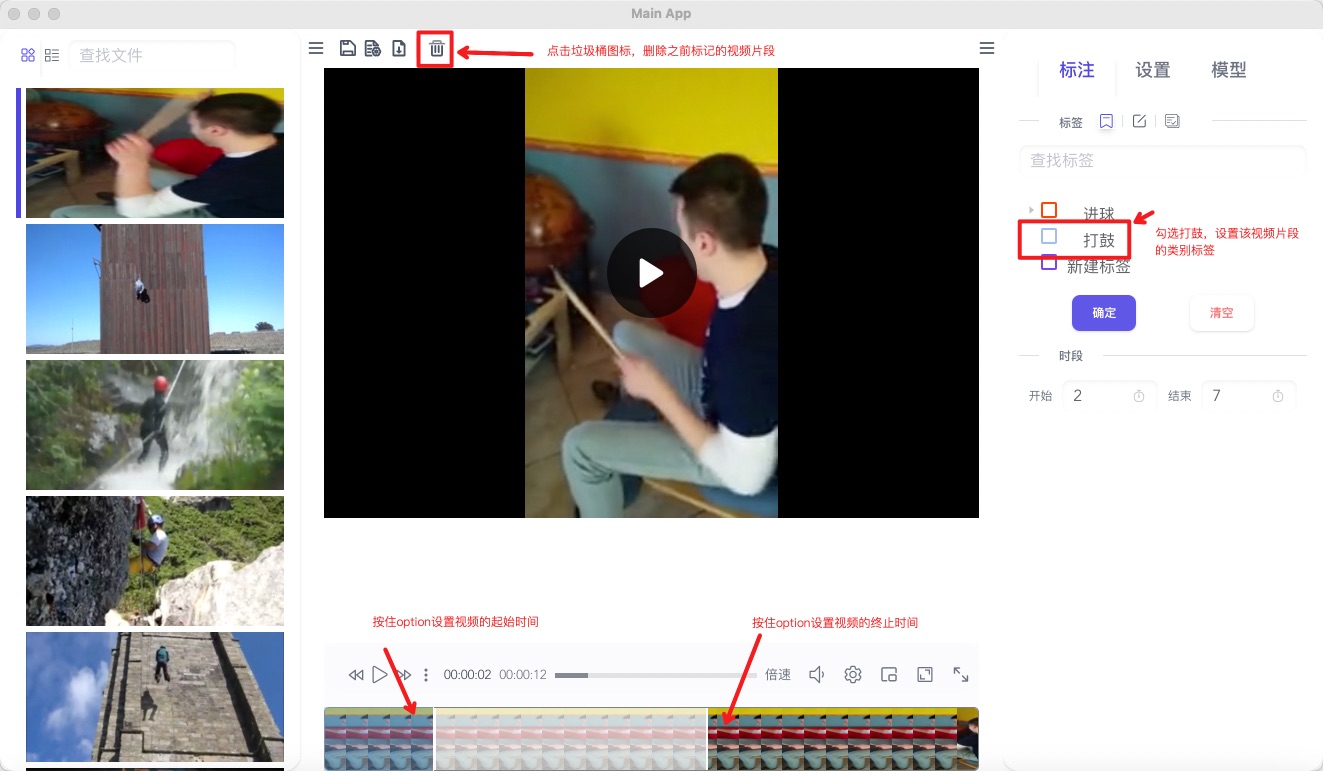 Main App
查找文件
点击垃圾桶图标，删除之前标记的视频片段
标注 设置 模型
标签
查找标签
进球
打鼓
新建标签
勾选打鼓，设置该视频片段
的类别标签
确定 清空
时段
开始 2 结束 7
按住option设置视频的起始时间
按住option设置视频的终止时间
00:00:02 00:00:12 倍速